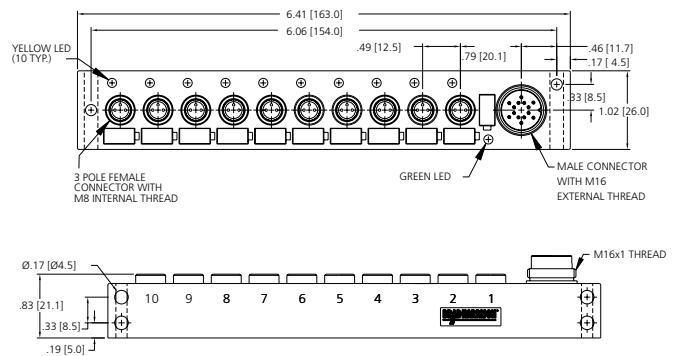 6.41 [163.0]
6.06 [154.0]
YELLOW LED
(10 TYP.)
.49 [12.5]
.79 [20.1]
.46 [11.7]
.17 [ 4.5]
.33 [8.5]
1.02 [26.0]
3 POLE FEMALE
CONNECTOR WITH
M8 INTERNAL THREAD
GREEN LED
MALE CONNECTOR
WITH M16
EXTERNAL THREAD
M16x1 THREAD
Ø.17 [Ø4.5]
.83 [21.1]
.33 [8.5]
.19 [5.0]
10 9 8 7 6 5 4 3 2 1